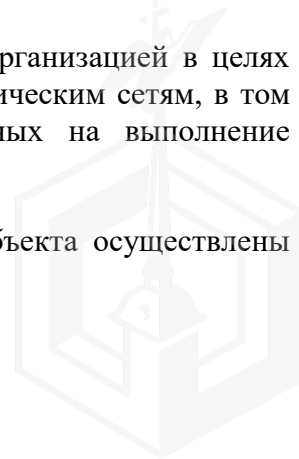 рганизацией в целях
ическим сетям, в том
ных на выполнение
бъекта осуществлены